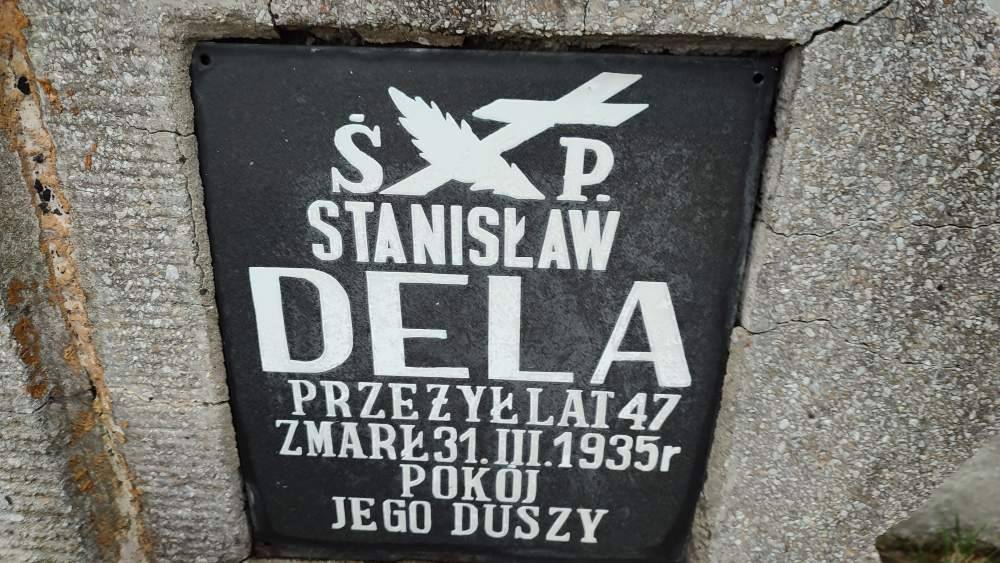 Ś P.
STANISŁAW
DELA
PRZEŻYŁ LAT 47
ZMARŁ 31.III.1935r
POKÓJ
JEGO DUSZY